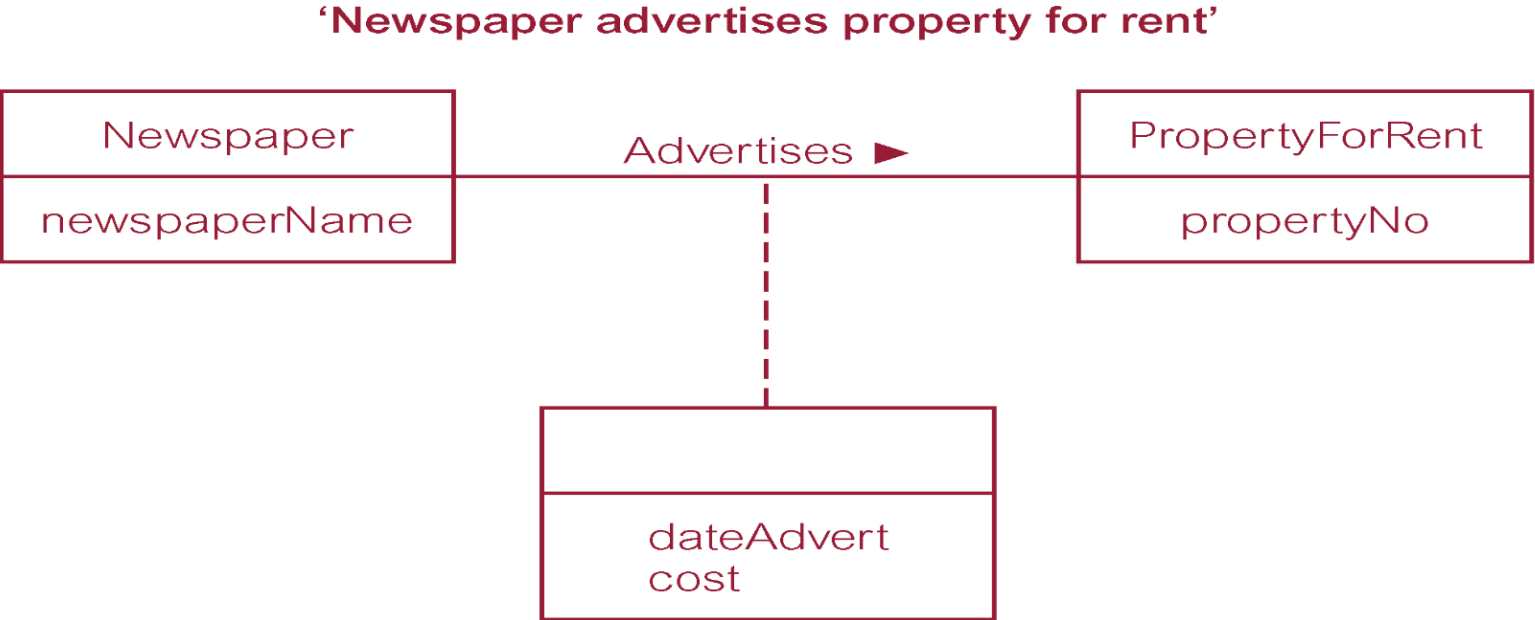 ‘Newspaper advertises property for rent’
Newspaper
newspaperName
Advertises ►
PropertyForRent
propertyNo
dateAdvert
cost